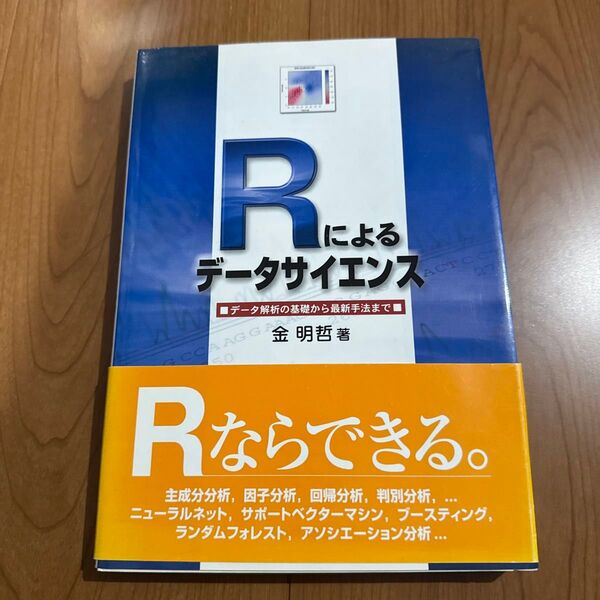 Rによる
データサイエンス
■データ解析の基礎から最新手法まで■
金 明哲 著
Rならできる。
主成分分析，因子分析，回帰分析，判別分析，…
ニューラルネット，サポートベクターマシン，ブースティング，
ランダムフォレスト，アソシエーション分析…